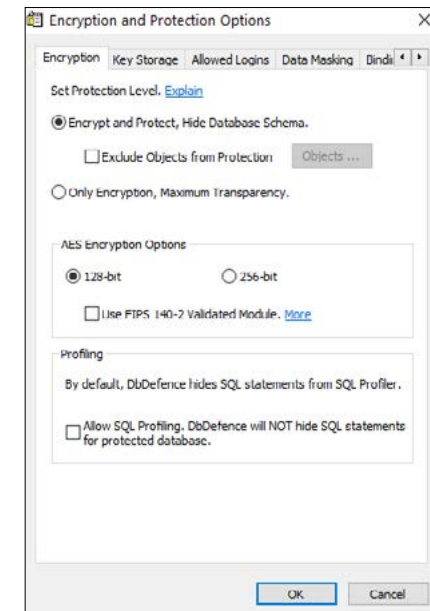 Encryption and Protection Options
Encryption
Key Storage
Allowed Logins
Data Masking
Set Protection Level. Explain
Encrypt and Protect, Hide Database Schema.
Exclude Objects from Protection
Objects ...
Only Encryption, Maximum Transparency.
AES Encryption Options
128-bit
256-bit
Use FIPS 140-2 Validated Module. More
Profiling
By default, DbDefence hides SQL statements from SQL Profiler.
Allow SQL Profiling. DbDefence will NOT hide SQL statements
for protected database.
OK
Cancel